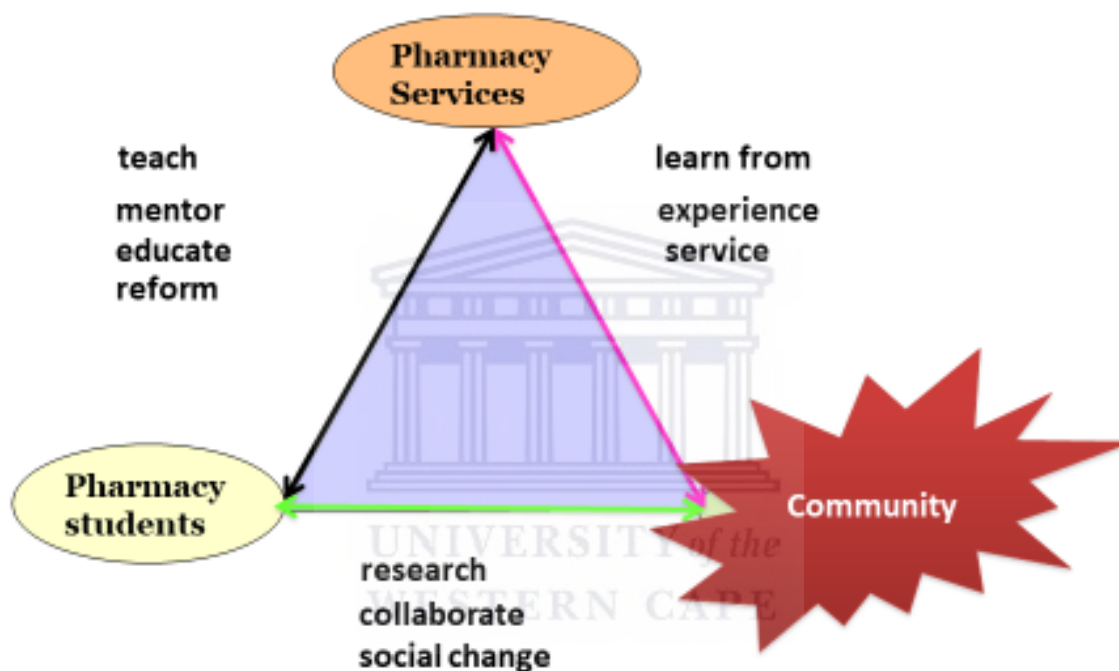 Pharmacy
Services
teach
mentor
educate
reform
learn from
experience
service
Pharmacy
students
Community
UNIVERSITY of the
WESTERN CAPE
research
collaborate
social change